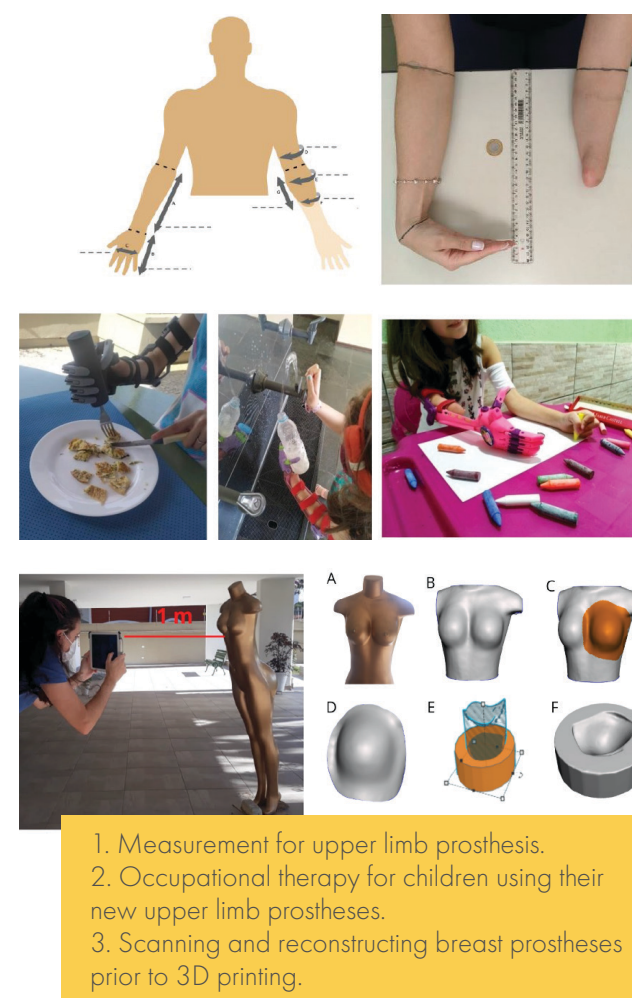 A
B
C
D
E
F
G
1 m
A
B
C
D
E
F
1. Measurement for upper limb prosthesis.
2. Occupational therapy for children using their
new upper limb prostheses.
3. Scanning and reconstructing breast prostheses
prior to 3D printing.